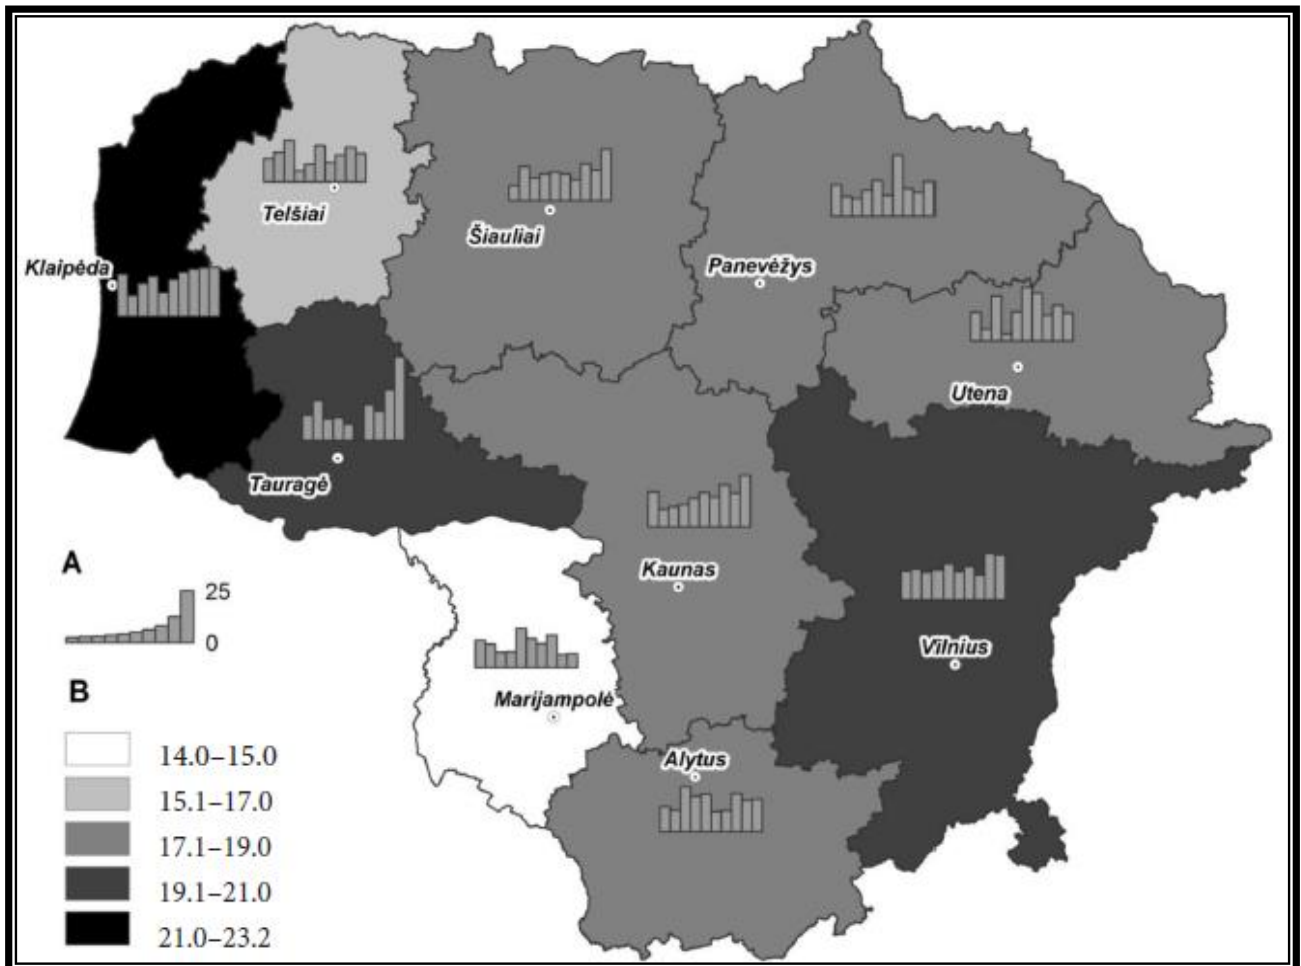 Telšiai
Šiauliai
Klaipėda
Panevėžys
Utena
Tauragė
Kaunas
Vilnius
Marijampolė
Alytus
A
25
0
B
14.0–15.0
15.1–17.0
17.1–19.0
19.1–21.0
21.0–23.2